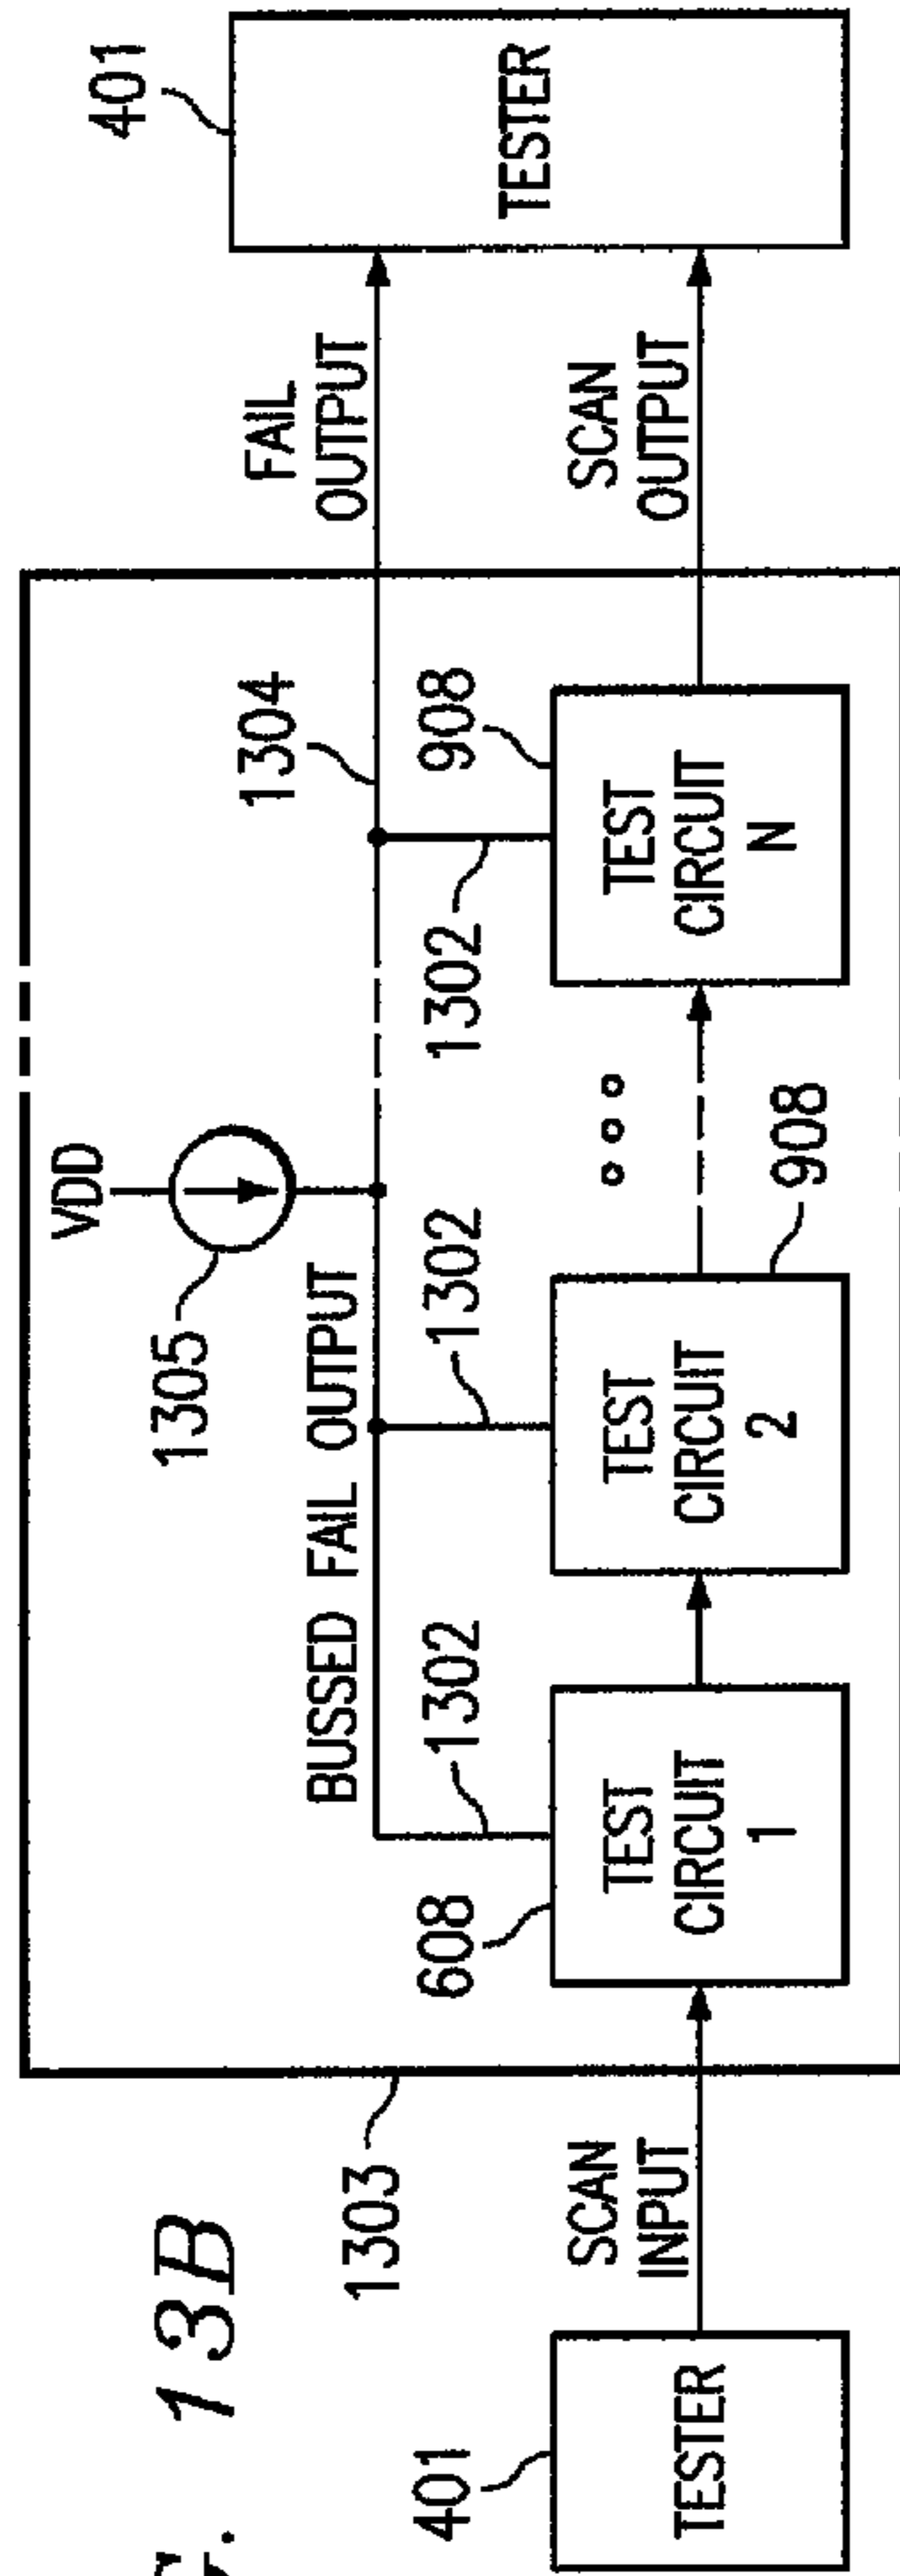 401
TESTER
FAIL
OUTPUT
SCAN
OUTPUT
1304
908
TEST
CIRCUIT
N
1302
VDD
1305
BUSSED FAIL OUTPUT
1302
908
TEST
CIRCUIT
2
1302
608
TEST
CIRCUIT
1
1303
SCAN
INPUT
13B
401
TESTER